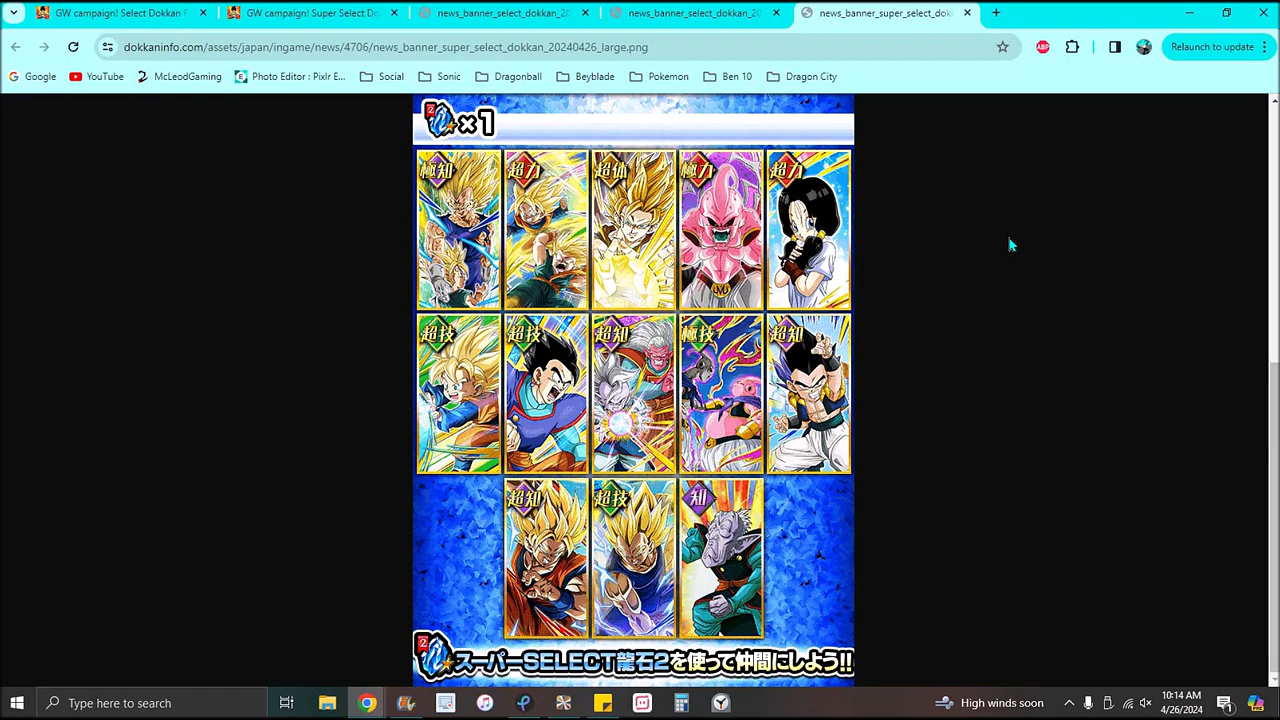 GW campaign! Select Dokkan F
GW campaign! Super Select Do
news_banner_select_dokkan_20
news_banner_select_dokkan_20
news_banner_super_select_dok
dokkaninfo.com/assets/japan/ingame/news/4706/news_banner_super_select_dokkan_20240426_large.png
ABP
Relaunch to update
Google
YouTube
McLeodGaming
Photo Editor : Pixlr E...
Social
Sonic
Dragonball
Beyblade
Pokemon
Ben 10
Dragon City
2
×1
極知
超力
超体
極力
超力
超技
超技
超知
極技
超知
超知
超技
知
2
スーパーSELECT龍石2を使って仲間にしよう!!
Type here to search
High winds soon
10:14 AM
4/26/2024